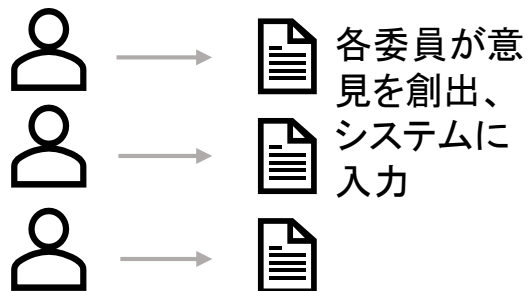 各委員が意
見を創出、
システムに
入力